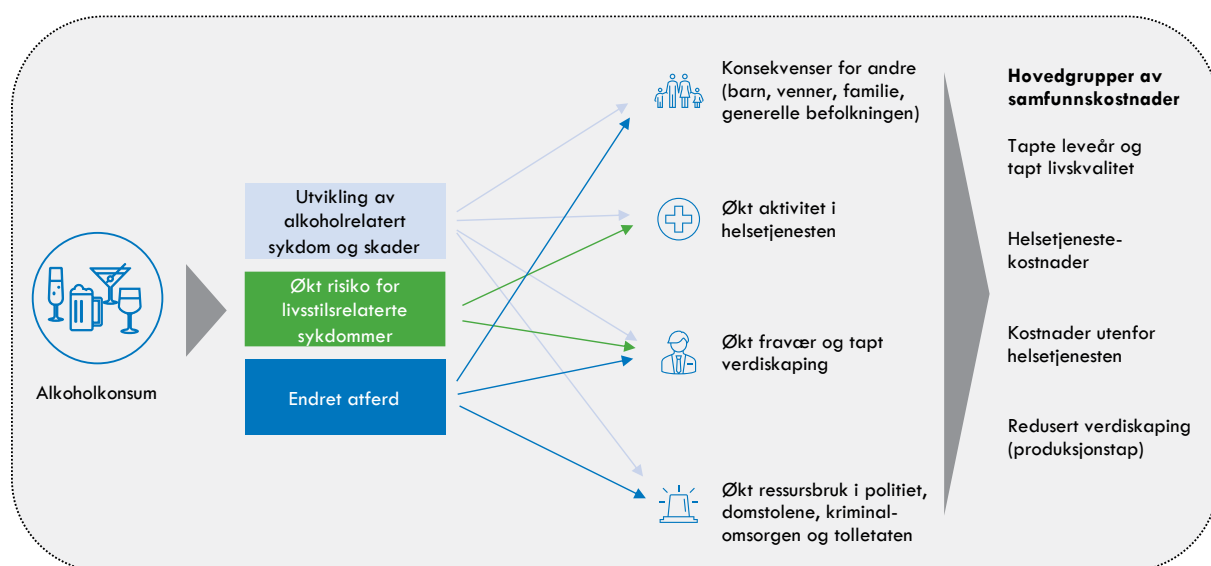 Alkoholkonsum
Utvikling av
alkoholrelatert
sykdom og skader
Økt risiko for
livsstilsrelaterte
sykdommer
Endret atferd
Konsekvenser for andre
(barn, venner, familie,
generelle befolkningen)
Økt aktivitet i
helsetjenesten
Økt fravær og tapt
verdiskaping
Økt ressursbruk i politiet,
domstolene, kriminal-
omsorgen og tolletaten
Hovedgrupper av
samfunnskostnader
Tapte leveår og
tapt livskvalitet
Helsetjeneste-
kostnader
Kostnader utenfor
helsetjenesten
Redusert verdiskaping
(produksjonstap)